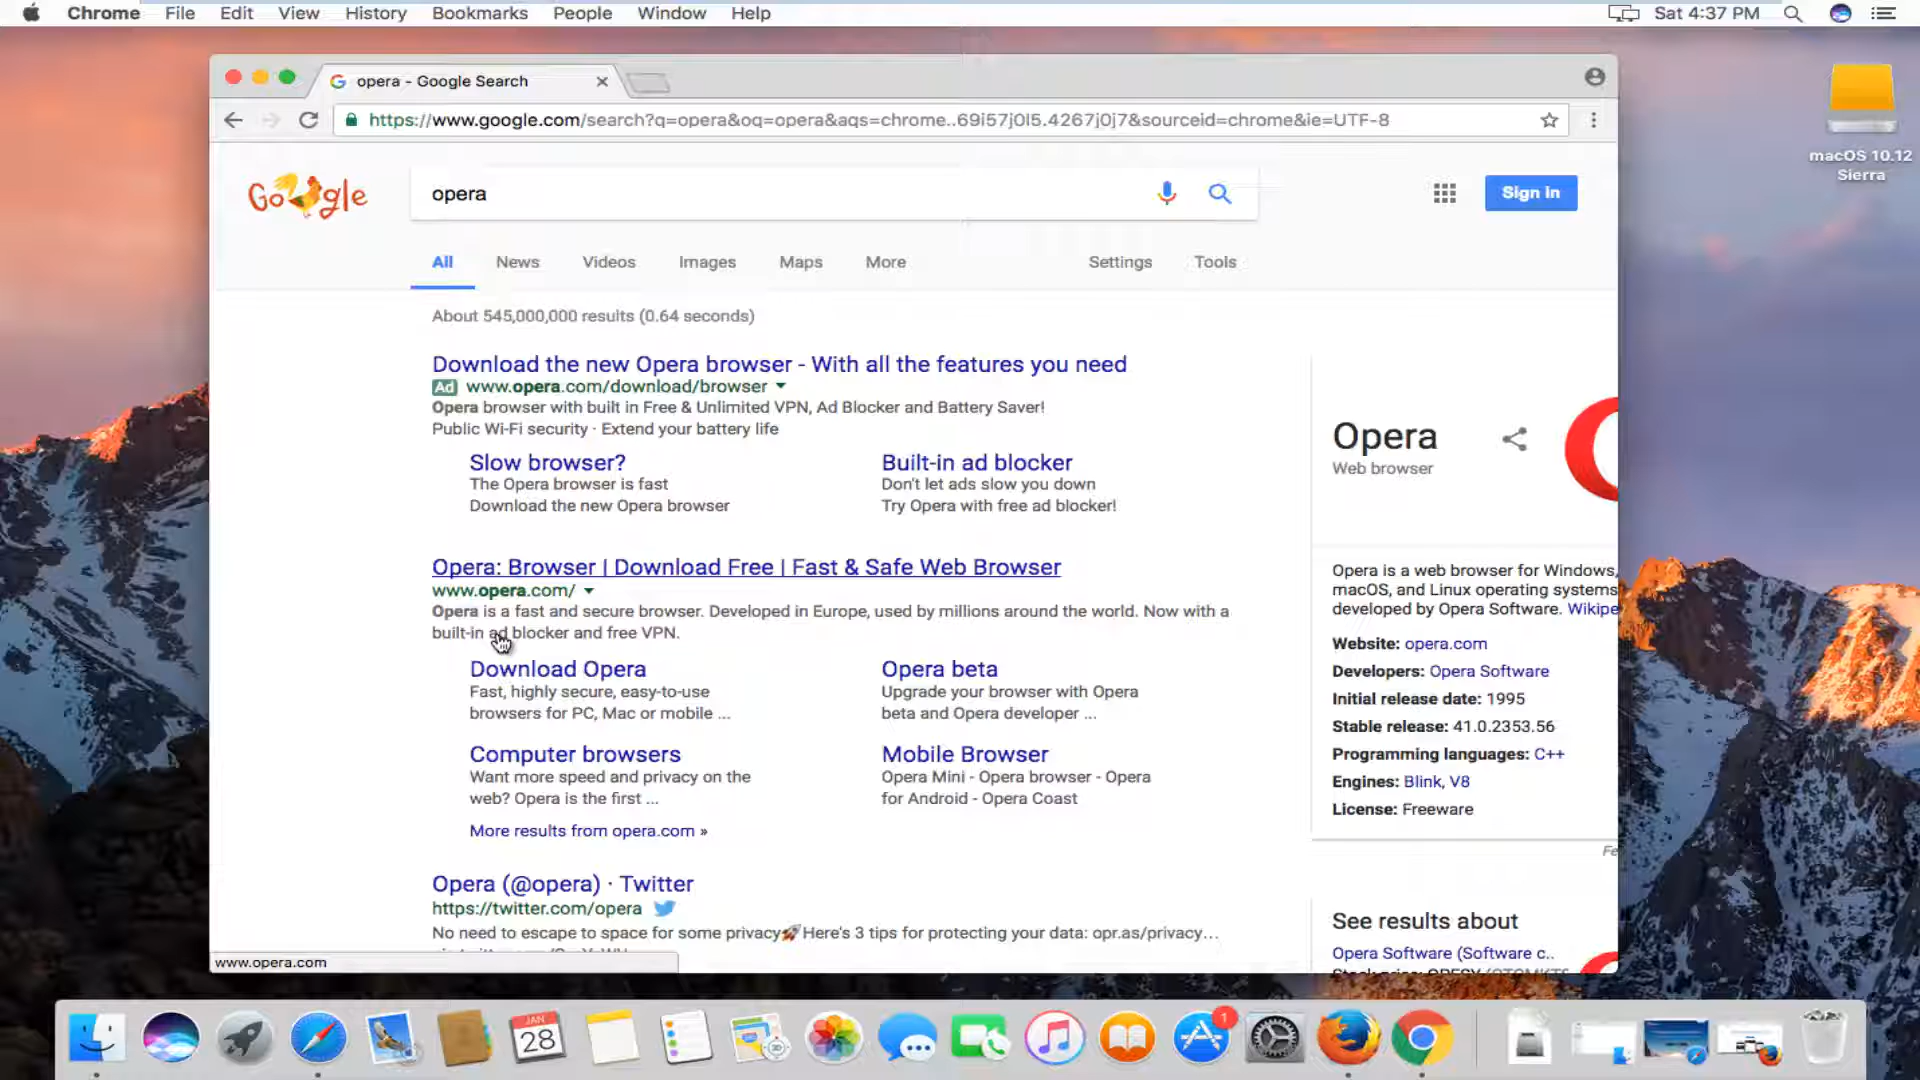 Chrome File Edit View History Bookmarks People Window Help
Sat 4:37 PM
opera - Google Search
https://www.google.com/search?q=opera&oq=opera&aqs=chrome..69i57j0l5.4267j0j7&sourceid=chrome&ie=UTF-8
macOS 10.12
Sierra
Google
opera
Sign in
All News Videos Images Maps More Settings Tools
About 545,000,000 results (0.64 seconds)
Download the new Opera browser - With all the features you need
Ad www.opera.com/download/browser
Opera browser with built in Free & Unlimited VPN, Ad Blocker and Battery Saver!
Public Wi-Fi security · Extend your battery life
Slow browser?
The Opera browser is fast
Download the new Opera browser
Built-in ad blocker
Don't let ads slow you down
Try Opera with free ad blocker!
Opera: Browser | Download Free | Fast & Safe Web Browser
www.opera.com/
Opera is a fast and secure browser. Developed in Europe, used by millions around the world. Now with a
built-in ad blocker and free VPN.
Download Opera
Fast, highly secure, easy-to-use
browsers for PC, Mac or mobile ...
Opera beta
Upgrade your browser with Opera
beta and Opera developer ...
Computer browsers
Want more speed and privacy on the
web? Opera is the first ...
Mobile Browser
Opera Mini - Opera browser - Opera
for Android - Opera Coast
More results from opera.com »
Opera (@opera) · Twitter
https://twitter.com/opera
No need to escape to space for some privacy🚀Here's 3 tips for protecting your data: opr.as/privacy...
www.opera.com
Opera
Web browser
Opera is a web browser for Windows,
macOS, and Linux operating systems
developed by Opera Software. Wikipe
Website: opera.com
Developers: Opera Software
Initial release date: 1995
Stable release: 41.0.2353.56
Programming languages: C++
Engines: Blink, V8
License: Freeware
Fe
See results about
Opera Software (Software c..
JAN
28
1